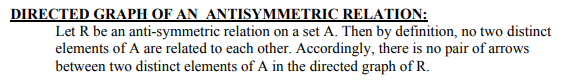 DIRECTED GRAPH OF AN ANTISYMMETRIC RELATION:
Let R be an anti-symmetric relation on a set A. Then by definition, no two distinct
elements of A are related to each other. Accordingly, there is no pair of arrows
between two distinct elements of A in the directed graph of R.